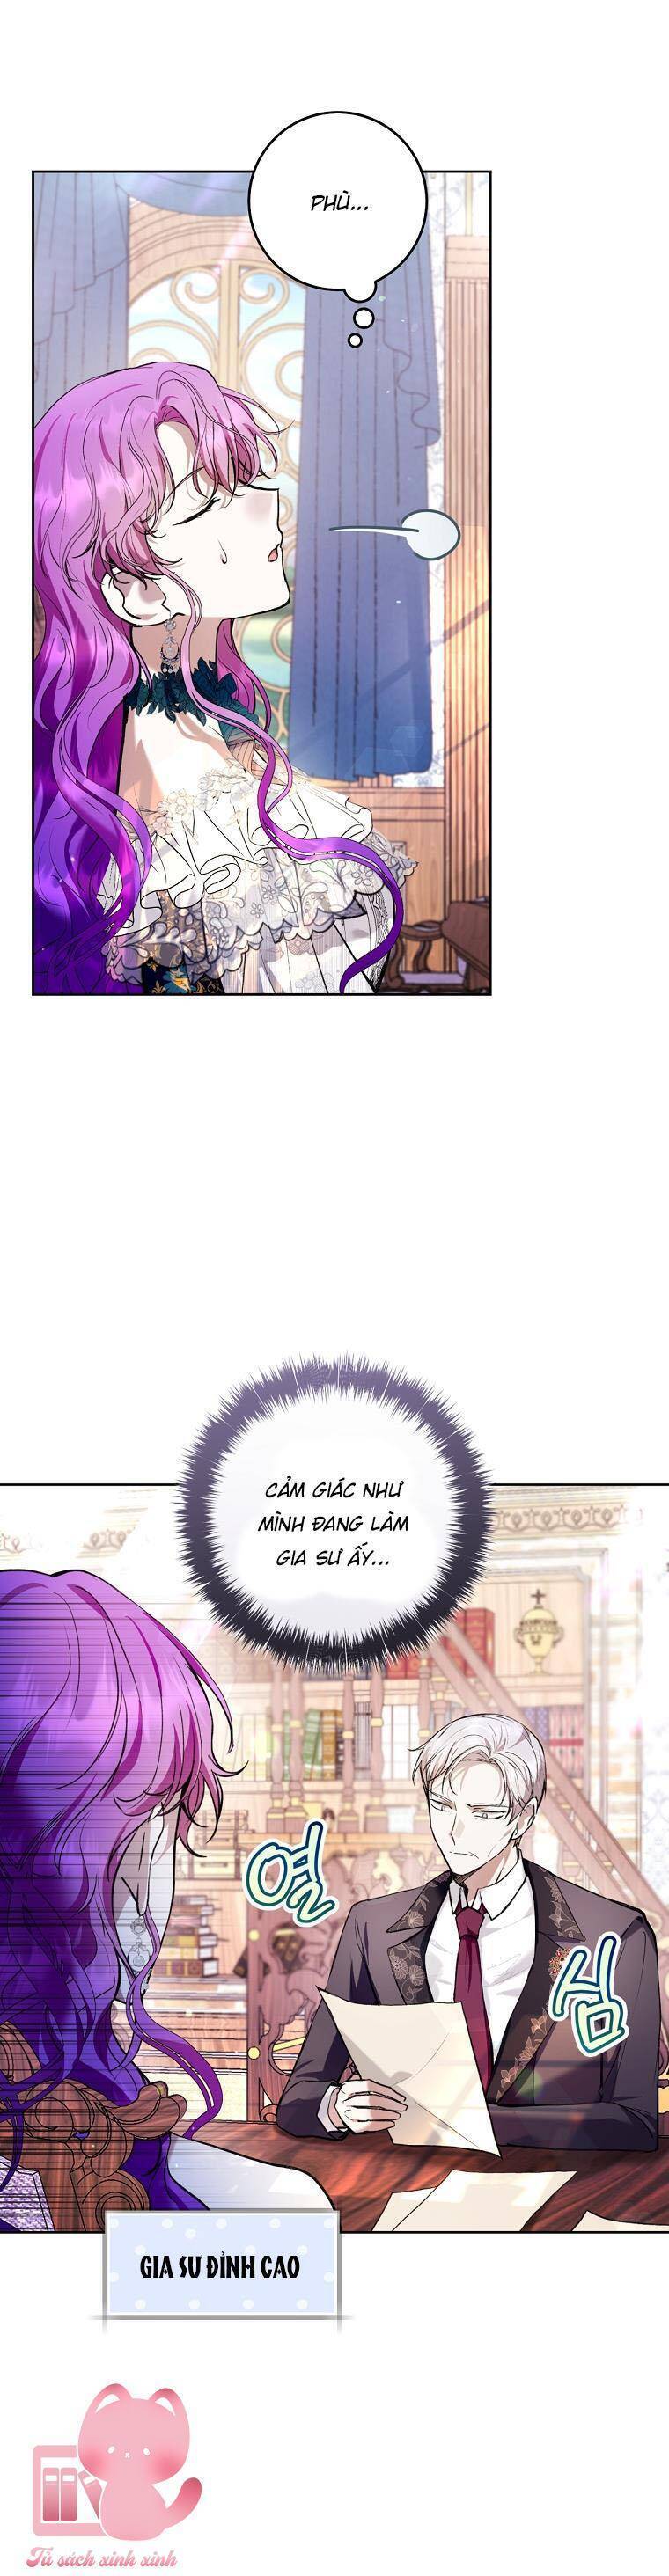 PHÙ...
CẢM GIÁC NHƯ
MÌNH ĐANG LÀM
GIA SƯ ẤY...
열
심
GIA SƯ ĐỈNH CAO
Tủ sách xinh xinh